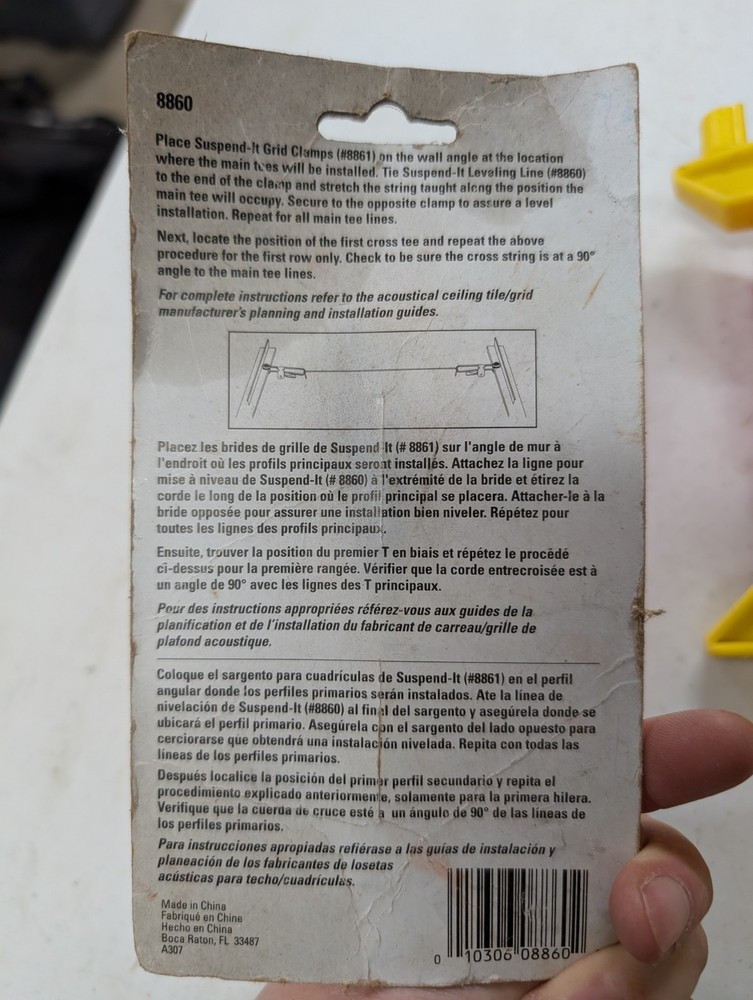 8860
Place Suspend-It Grid Clamps (#8861) on the wall angle at the location
where the main tees will be installed. Tie Suspend-It Leveling Line (#8860)
to the end of the clamp and stretch the string taught along the position the
main tee will occupy. Secure to the opposite clamp to assure a level
installation. Repeat for all main tee lines.
Next, locate the position of the first cross tee and repeat the above
procedure for the first row only. Check to be sure the cross string is at a 90°
angle to the main tee lines.
For complete instructions refer to the acoustical ceiling tile/grid
manufacturer's planning and installation guides.
Placez les brides de grille de Suspend-It (# 8861) sur l'angle de mur à
l'endroit où les profils principaux seront installés. Attachez la ligne pour
mise à niveau de Suspend-It (# 8860) à l'extrémité de la bride et étirez la
corde le long de la position où le profil principal se placera. Attacher-le à la
bride opposée pour assurer une installation bien niveler. Répétez pour
toutes les lignes des profils principaux.
Ensuite, trouver la position du premier T en biais et répétez le procédé
ci-dessus pour la première rangée. Vérifier que la corde entrecroisée est à
un angle de 90° avec les lignes des T principaux.
Pour des instructions appropriées référez-vous aux guides de la
planification et de l'installation du fabricant de carreau/grille de
plafond acoustique.
Coloque el sargento para cuadrículas de Suspend-It (#8861) en el perfil
angular donde los perfiles primarios serán instalados. Ate la línea de
nivelación de Suspend-It (#8860) al final del sargento y asegúrela donde se
ubicará el perfil primario. Asegúrela con el sargento del lado opuesto para
cerciorarse que obtendrá una instalación nivelada. Repita con todas las
líneas de los perfiles primarios.
Después localice la posición del primer perfil secundario y repita el
procedimiento explicado anteriormente, solamente para la primera hilera.
Verifique que la cuerda de cruce esté a un ángulo de 90° de las líneas de
los perfiles primarios.
Para instrucciones apropiadas refiérase a las guías de instalación y
planeación de los fabricantes de losetas
acústicas para techo/cuadrículas.
Made in China
Fabriqué en Chine
Hecho en China
Boca Raton, FL 33487
A307
0 10306 08860